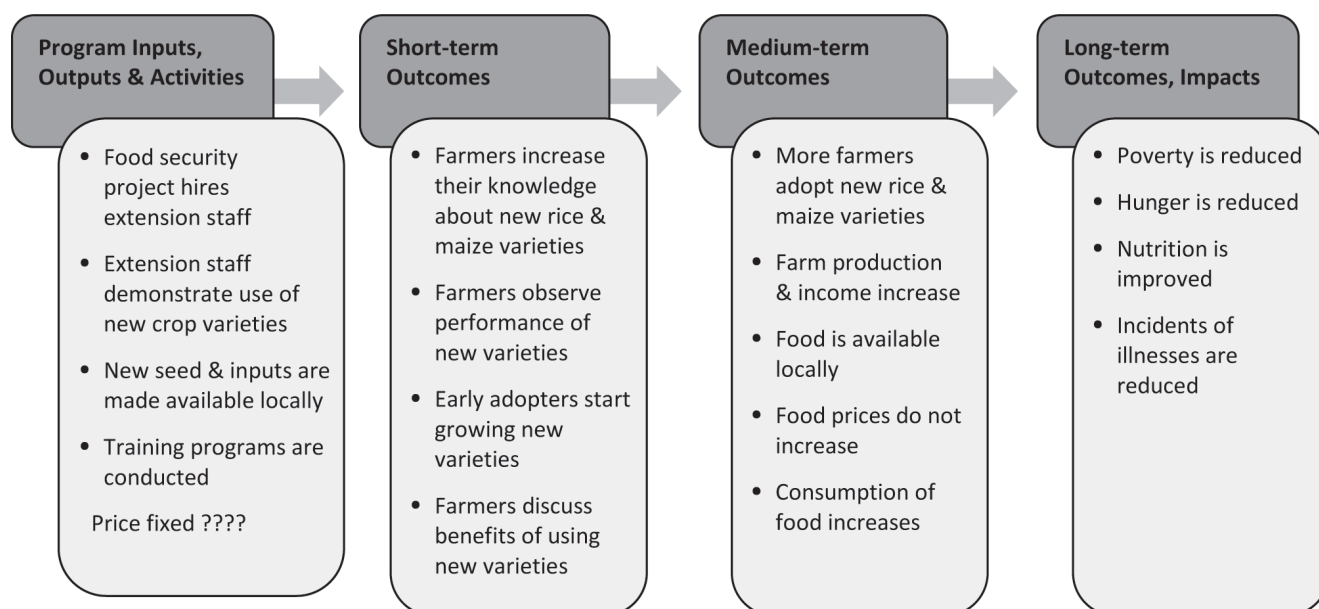 Program Inputs,
Outputs & Activities
• Food security
project hires
extension staff
• Extension staff
demonstrate use of
new crop varieties
• New seed & inputs are
made available locally
• Training programs are
conducted
Price fixed ????
Short-term
Outcomes
• Farmers increase
their knowledge
about new rice &
maize varieties
• Farmers observe
performance of
new varieties
• Early adopters start
growing new
varieties
• Farmers discuss
benefits of using
new varieties
Medium-term
Outcomes
• More farmers
adopt new rice &
maize varieties
• Farm production
& income increase
• Food is available
locally
• Food prices do not
increase
• Consumption of
food increases
Long-term
Outcomes, Impacts
• Poverty is reduced
• Hunger is reduced
• Nutrition is
improved
• Incidents of
illnesses are
reduced